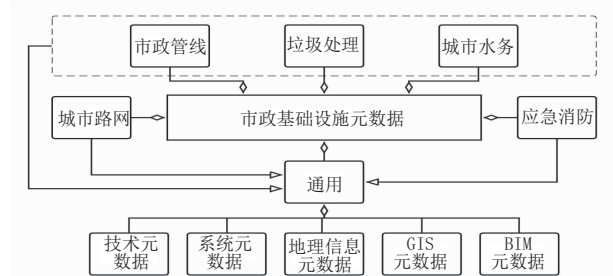 市政管线
垃圾处理
城市水务
城市路网
市政基础设施元数据
应急消防
通用
技术元
数据
系统元
数据
地理信息
元数据
GIS
元数据
BIM
元数据